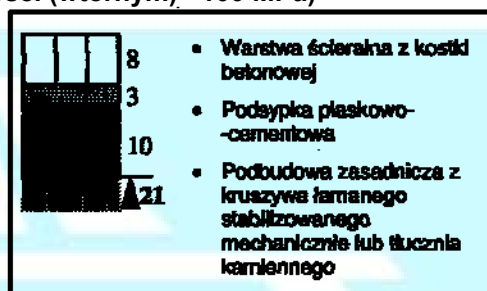 8
3
10
21
• Warstwa ścieralna z kostki
betonowej
• Podsypka piaskowo-
-cementowa
• Podbudowa zasadnicza z
kruszywa łamanego
stabilizowanego
mechanicznie lub tłucznia
kamiennego